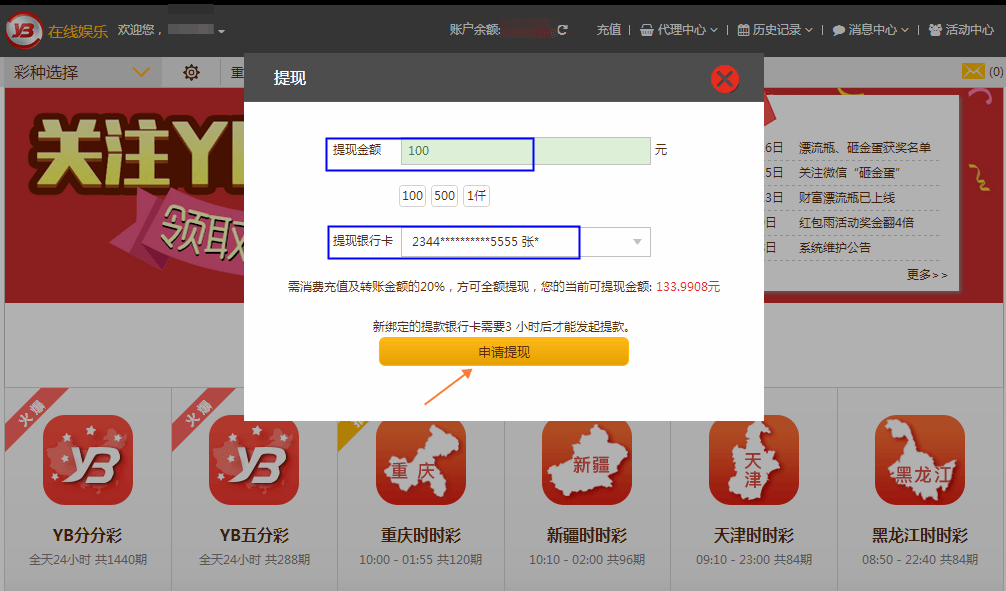 YB 在线娱乐 欢迎您， 账户余额: 充值 代理中心 历史记录 消息中心 活动中心
彩种选择 重 (0)
提现
关注YB
领取
提现金额 100 元
100 500 1仟
提现银行卡 2344**********5555 张*
需消费充值及转账金额的20%，方可全额提现，您的当前可提现金额: 133.9908元
新绑定的提款银行卡需要3 小时后才能发起提款。
申请提现
6日 漂流瓶、砸金蛋获奖名单
5日 关注微信“砸金蛋”
3日 财富漂流瓶已上线
日 红包雨活动奖金翻4倍
日 系统维护公告
更多>>
火爆 YB
火爆 YB
重庆
新疆
天津
黑龙江
YB分分彩 YB五分彩 重庆时时彩 新疆时时彩 天津时时彩 黑龙江时时彩
全天24小时 共1440期 全天24小时 共288期 10:00 - 01:55 共120期 10:10 - 02:00 共96期 09:10 - 23:00 共84期 08:50 - 22:40 共84期